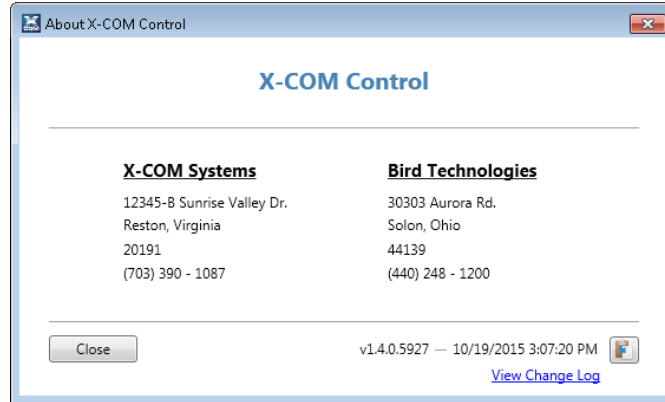 X
COM
About X-COM Control
X-COM Control
X-COM Systems
12345-B Sunrise Valley Dr.
Reston, Virginia
20191
(703) 390 - 1087
Bird Technologies
30303 Aurora Rd.
Solon, Ohio
44139
(440) 248 - 1200
Close
v1.4.0.5927 — 10/19/2015 3:07:20 PM
View Change Log